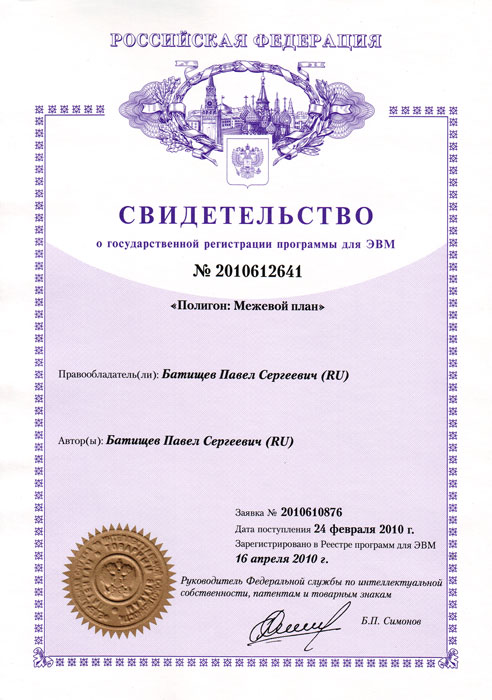 РОССИЙСКАЯ ФЕДЕРАЦИЯ
СВИДЕТЕЛЬСТВО
о государственной регистрации программы для ЭВМ
№ 2010612641
«Полигон: Межевой план»
Правообладатель(ли): Батищев Павел Сергеевич (RU)
Автор(ы): Батищев Павел Сергеевич (RU)
Заявка № 2010610876
Дата поступления 24 февраля 2010 г.
Зарегистрировано в Реестре программ для ЭВМ
16 апреля 2010 г.
Руководитель Федеральной службы по интеллектуальной
собственности, патентам и товарным знакам
Б.П. Симонов